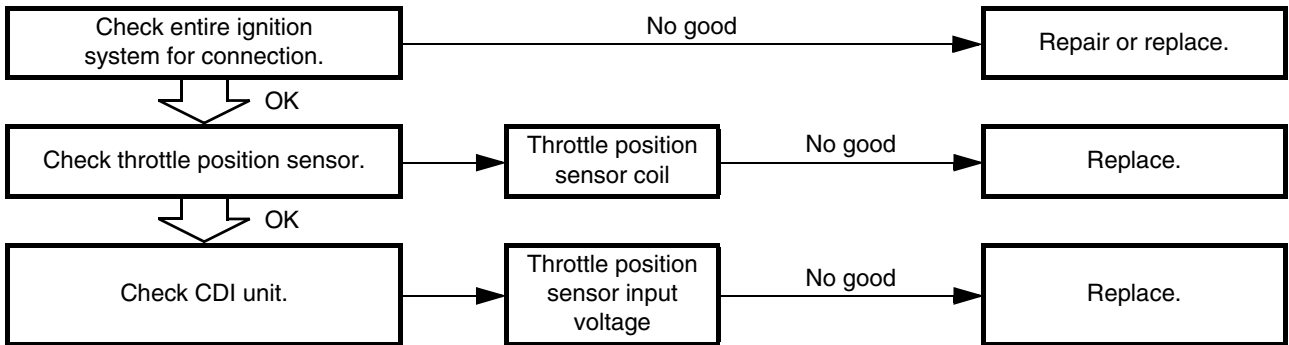 Check entire ignition
system for connection.
No good
Repair or replace.
OK
Check throttle position sensor.
Throttle position
sensor coil
No good
Replace.
OK
Check CDI unit.
Throttle position
sensor input
voltage
No good
Replace.